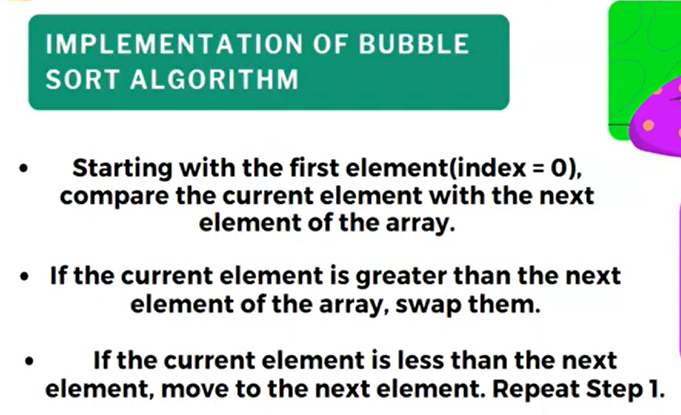 IMPLEMENTATION OF BUBBLE
SORT ALGORITHM
• Starting with the first element(index = 0),
compare the current element with the next
element of the array.
• If the current element is greater than the next
element of the array, swap them.
• If the current element is less than the next
element, move to the next element. Repeat Step 1.